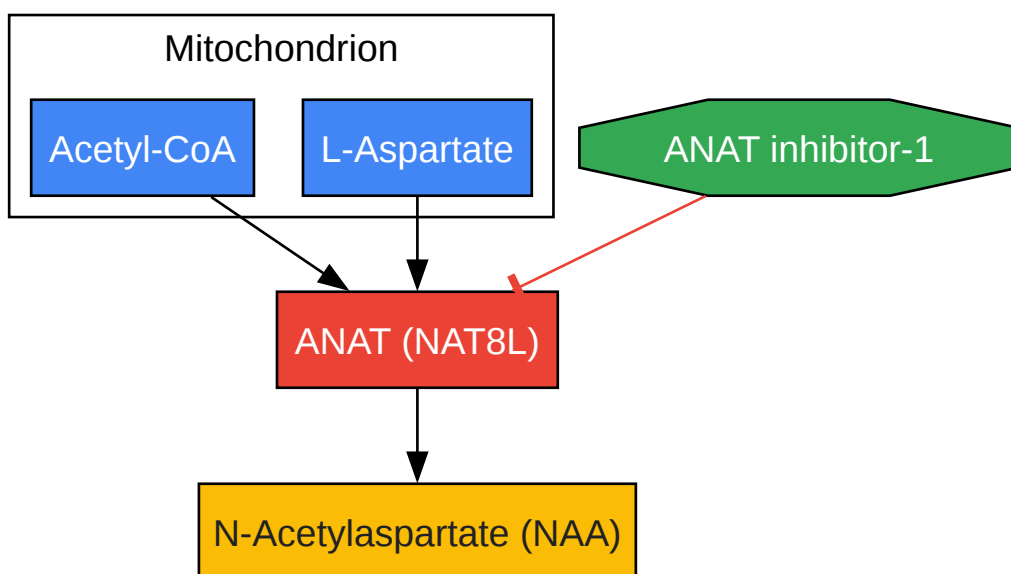 Mitochondrion
Acetyl-CoA
L-Aspartate
ANAT inhibitor-1
ANAT (NAT8L)
N-Acetylaspartate (NAA)